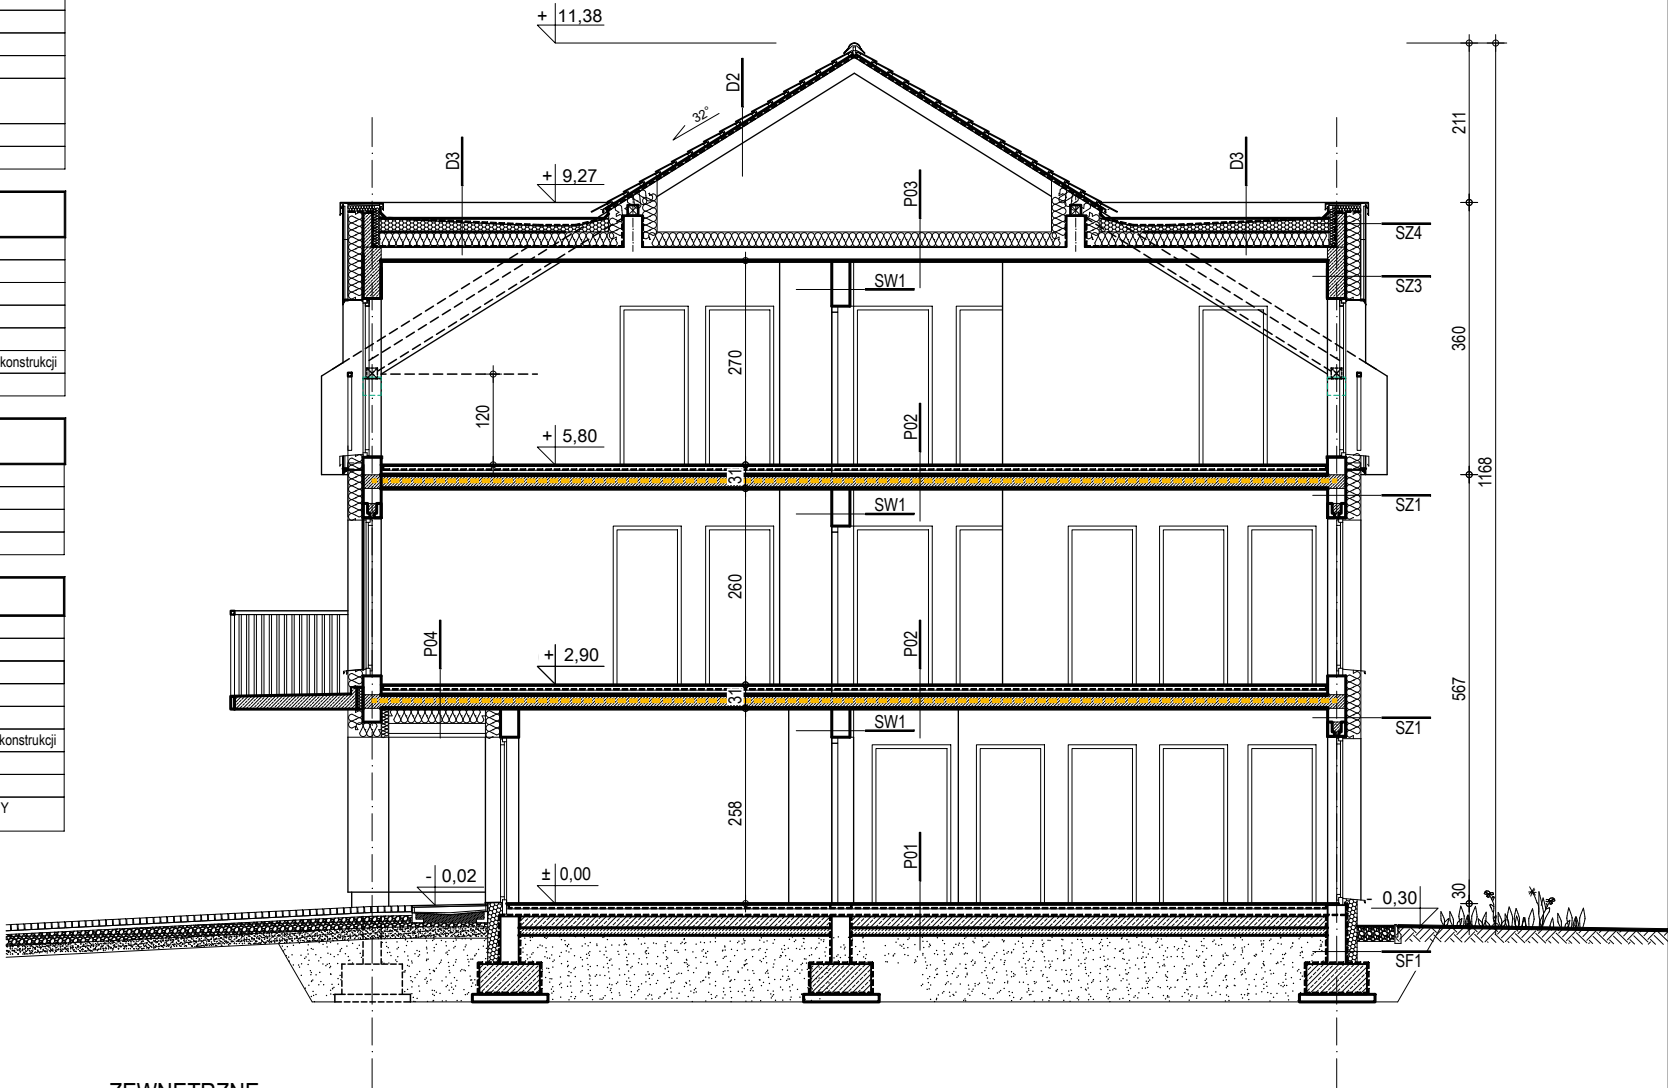 + 11,38
D2
32°
211
D3
+ 9,27
P03
D3
SZ4
SW1
SZ3
konstrukcji
270
360
120
P02
+ 5,80
31
1168
SW1
SZ1
260
P04
P02
+ 2,90
31
567
SW1
SZ1
konstrukcji
Y
258
P01
- 0,02
± 0,00
30
- 0,30
SF1
ZEWNĘTRZNE